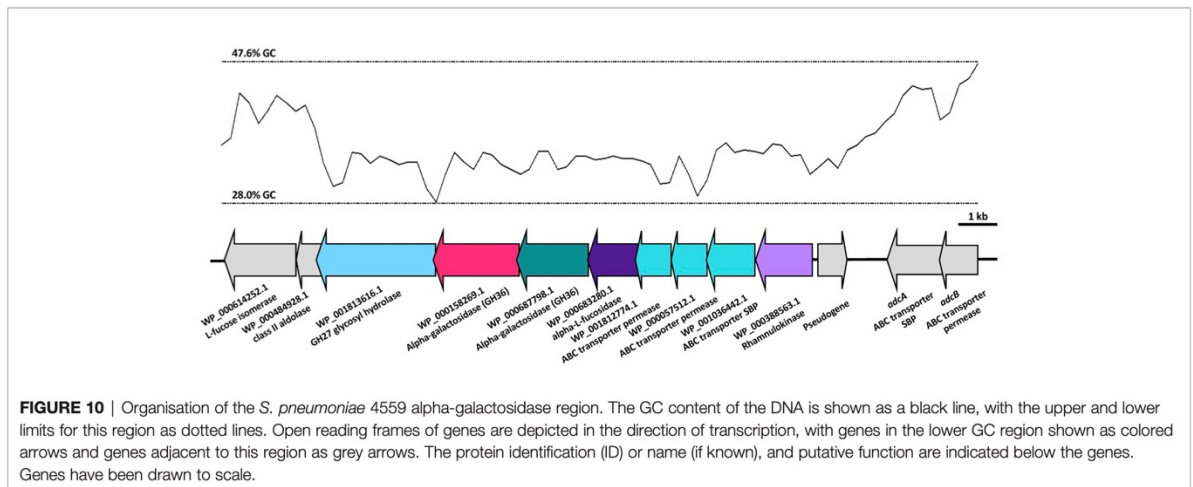 47.6% GC
28.0% GC
1 kb
WP_000614252.1
L-fucose isomerase
WP_000484928.1
class II aldolase
WP_001813616.1
GH27 glycosyl hydrolase
WP_000158269.1
Alpha-galactosidase (GH36)
WP_000687798.1
Alpha-galactosidase (GH36)
WP_000683280.1
alpha-L-fucosidase
WP_001812774.1
ABC transporter permease
WP_000057512.1
ABC transporter permease
WP_001036442.1
ABC transporter SBP
WP_000388563.1
Rhamnulokinase
Pseudogene
adcA
ABC transporter
SBP
adcB
ABC transporter
permease
FIGURE 10 | Organisation of the S. pneumoniae 4559 alpha-galactosidase region. The GC content of the DNA is shown as a black line, with the upper and lower
limits for this region as dotted lines. Open reading frames of genes are depicted in the direction of transcription, with genes in the lower GC region shown as colored
arrows and genes adjacent to this region as grey arrows. The protein identification (ID) or name (if known), and putative function are indicated below the genes.
Genes have been drawn to scale.